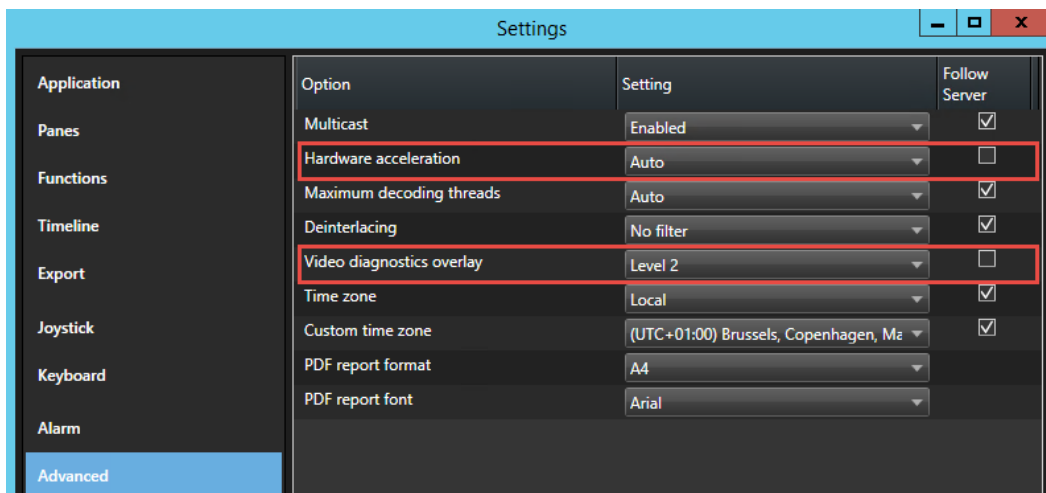 Settings
Application
Panes
Functions
Timeline
Export
Joystick
Keyboard
Alarm
Advanced
Option Setting Follow
Server
Multicast Enabled
Hardware acceleration Auto
Maximum decoding threads Auto
Deinterlacing No filter
Video diagnostics overlay Level 2
Time zone Local
Custom time zone (UTC+01:00) Brussels, Copenhagen, Ma
PDF report format A4
PDF report font Arial